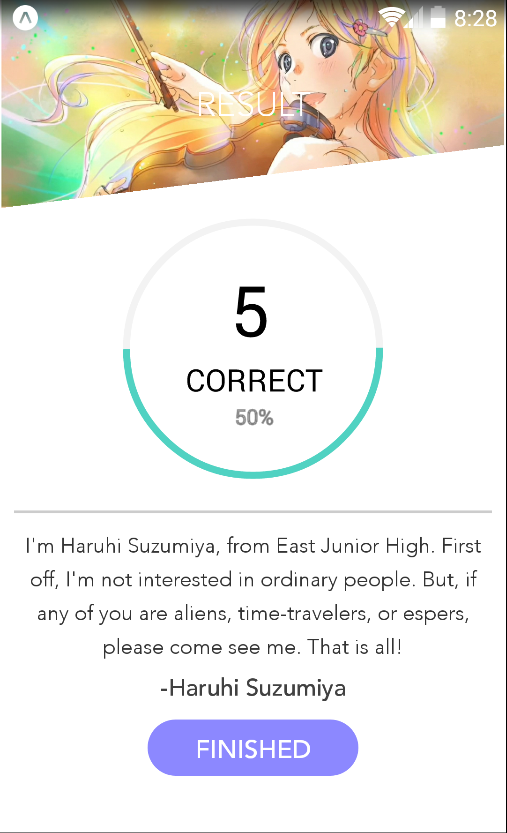 8:28
RESULT
5
CORRECT
50%
I'm Haruhi Suzumiya, from East Junior High. First
off, I'm not interested in ordinary people. But, if
any of you are aliens, time-travelers, or espers,
please come see me. That is all!
-Haruhi Suzumiya
FINISHED